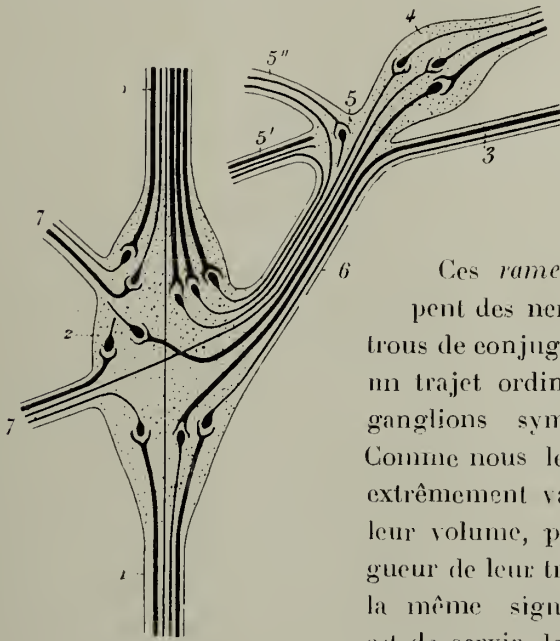 4
5"
1
5
5'
3
7
6
Ces rame
pent des ner
2
trous de conjug
un trajet ordin
ganglions sym
7
Comme nous le
extrêmement va
leur volume, p
gueur de leur tr
1
la même sign